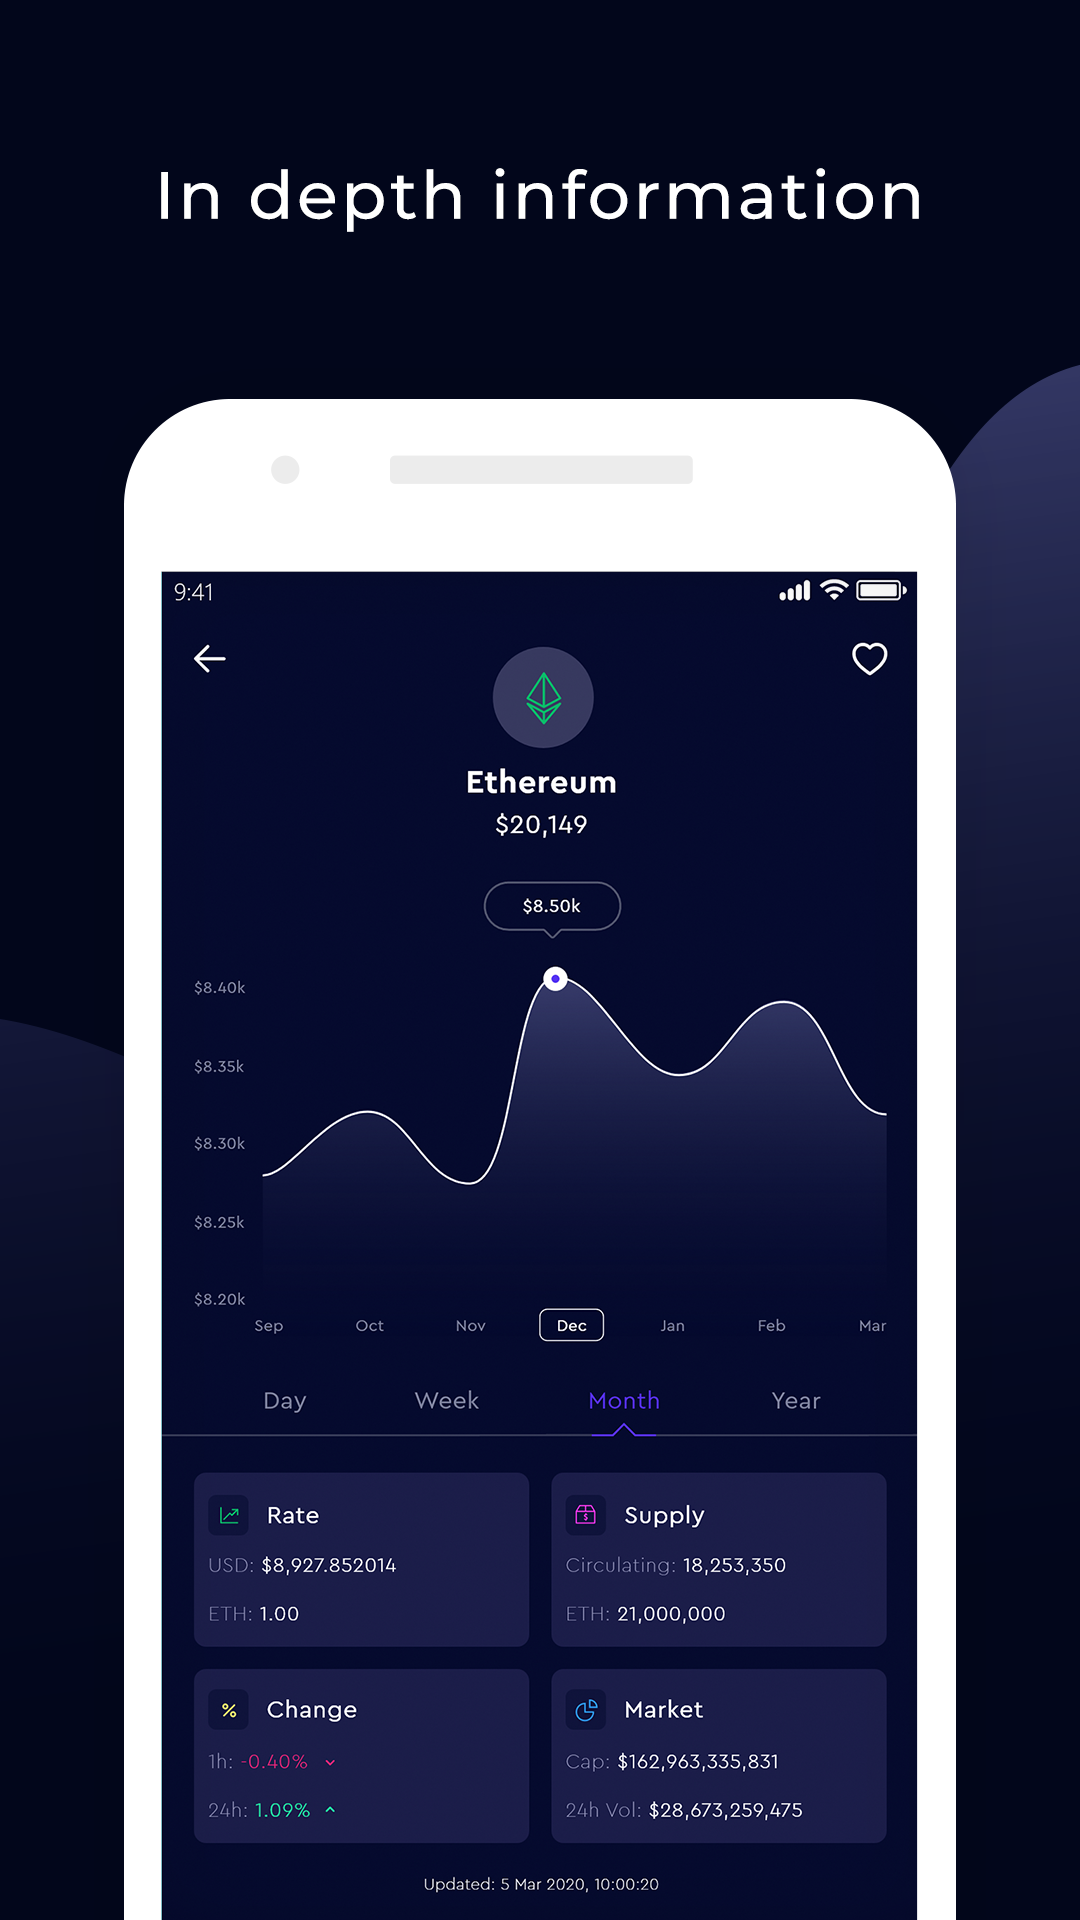 In depth information
9:41
Ethereum
$20,149
$8.50k
$8.40k
$8.35k
$8.30k
$8.25k
$8.20k
Sep Oct Nov Dec Jan Feb Mar
Day Week Month Year
Rate
USD: $8,927.852014
ETH: 1.00
Supply
Circulating: 18,253,350
ETH: 21,000,000
% Change
1h: -0.40%
24h: 1.09%
Market
Cap: $162,963,335,831
24h Vol: $28,673,259,475
Updated: 5 Mar 2020, 10:00:20